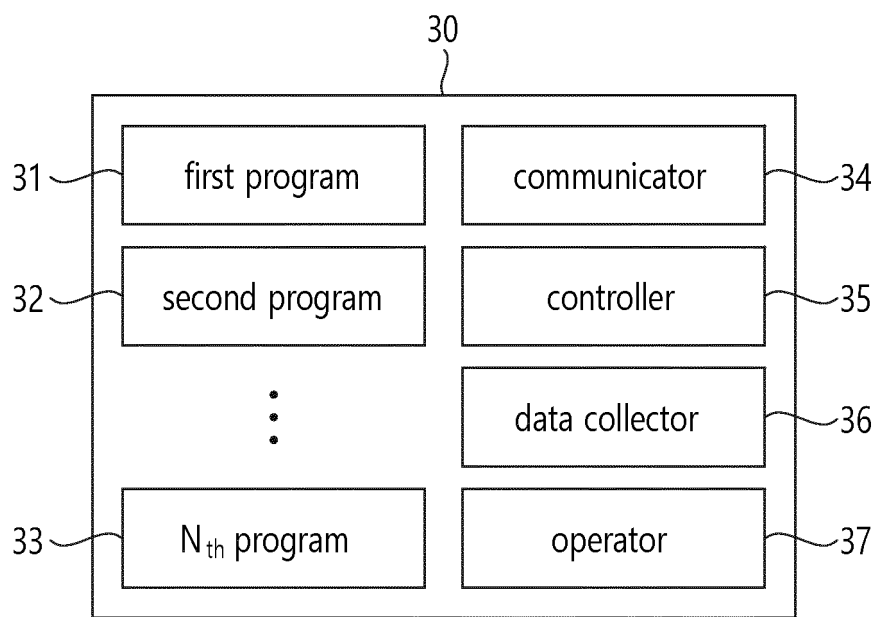 30
31 first program communicator 34
32 second program controller 35
data collector 36
33 Nth program operator 37